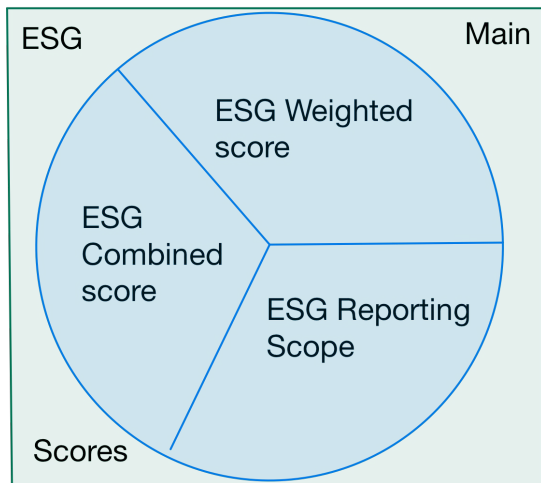 ESG
Main
ESG Weighted
score
ESG
Combined
score
ESG Reporting
Scope
Scores